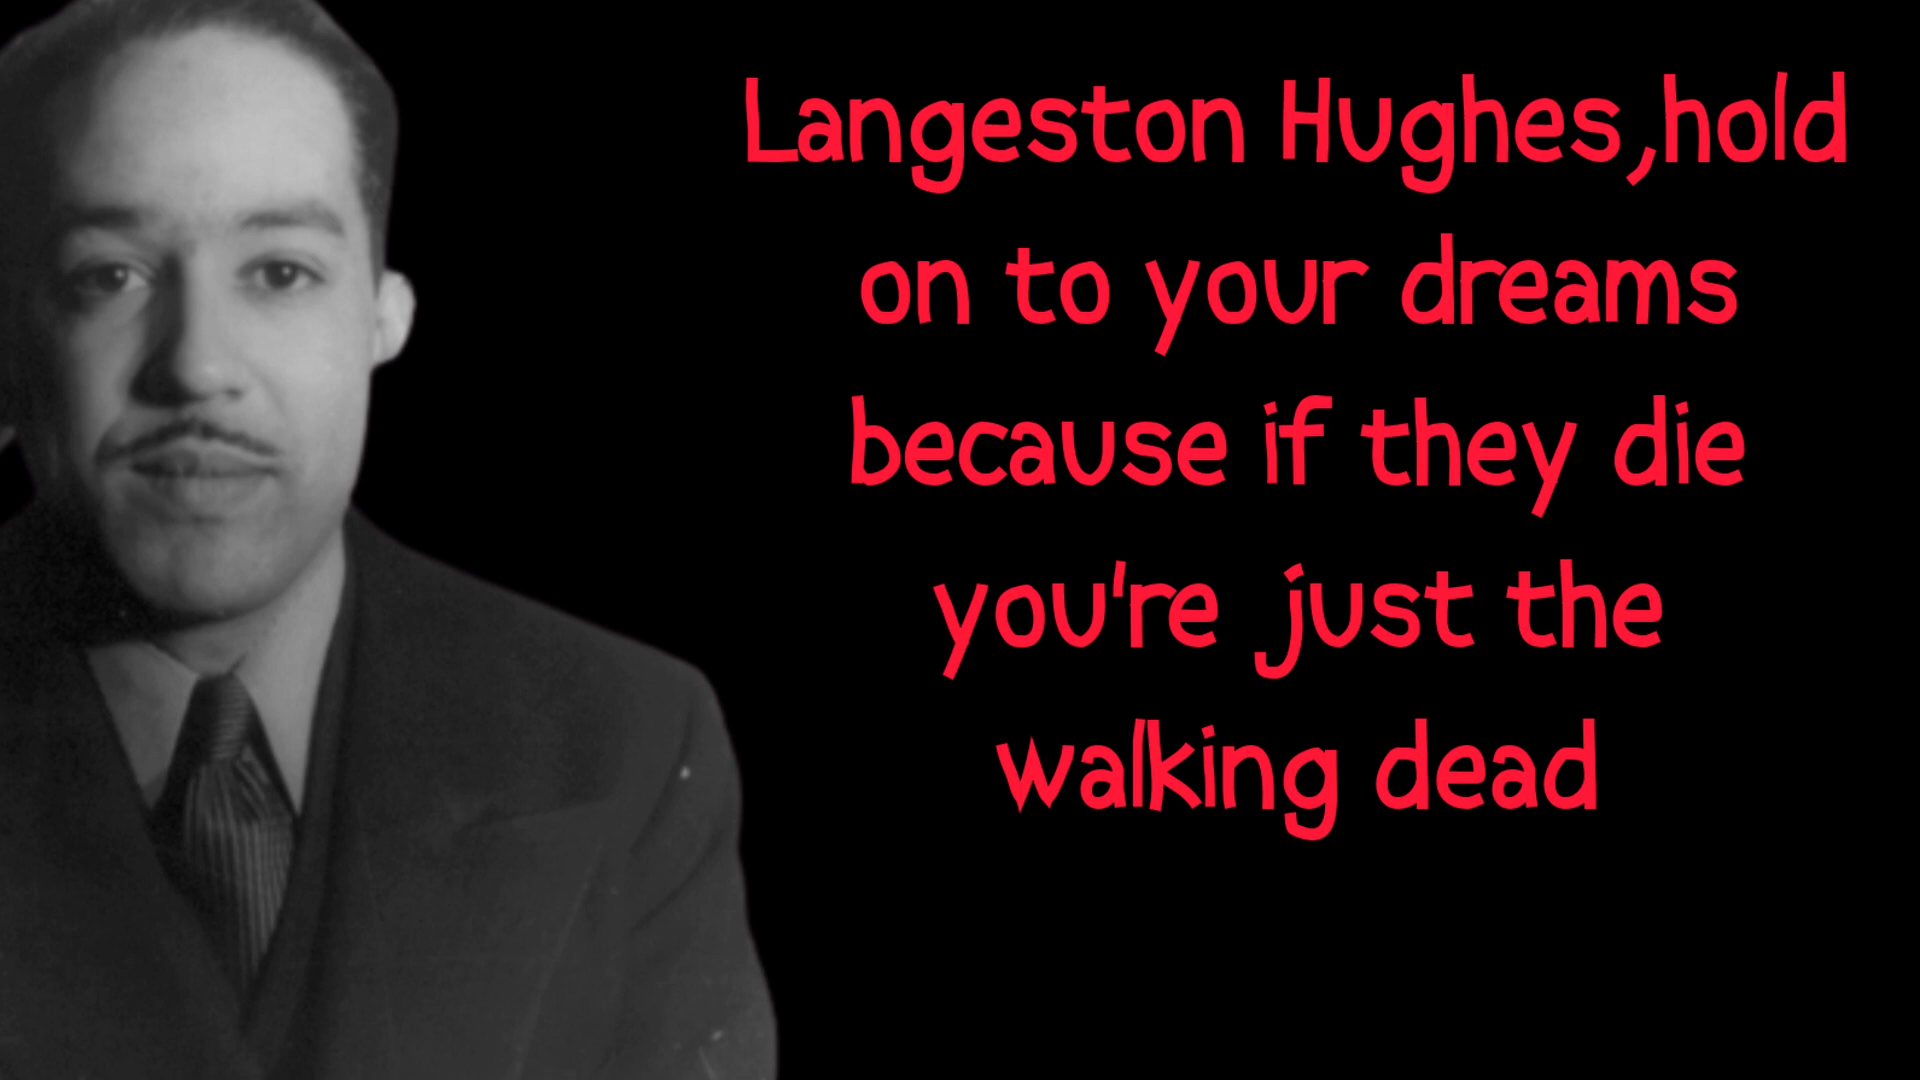 Langeston Hughes,hold
on to your dreams
because if they die
you're just the
walking dead